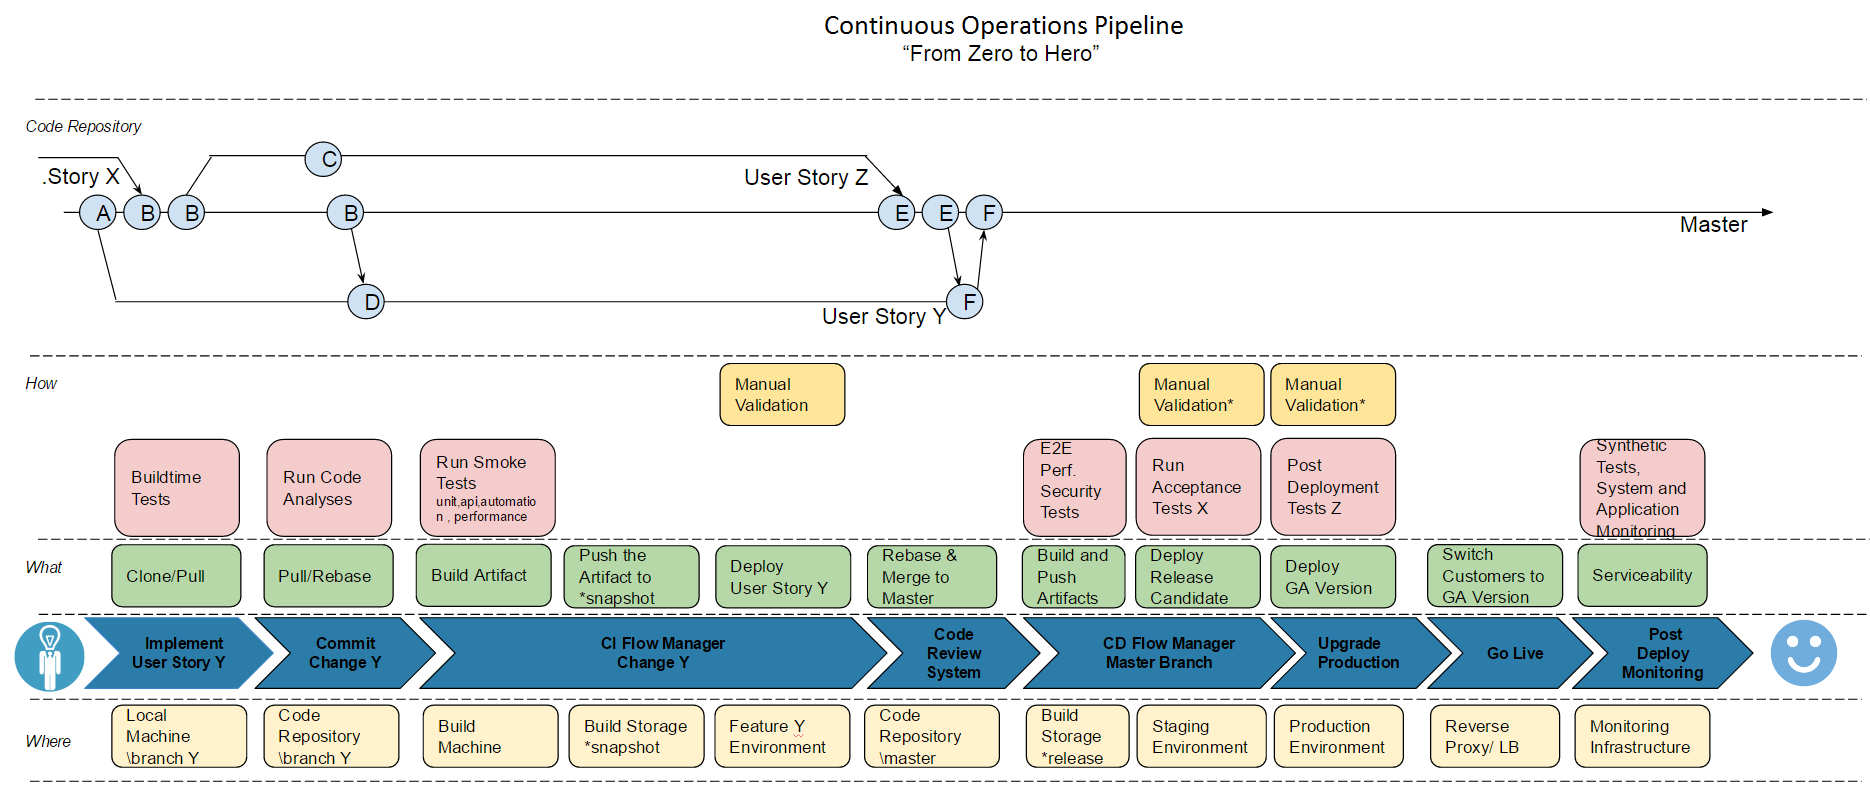 Continuous Operations Pipeline
“From Zero to Hero”
Code Repository
.Story X
C
User Story Z
A
B
B
B
E
E
F
Master
D
F
User Story Y
How
Manual
Validation
Manual
Validation*
Manual
Validation*
Buildtime
Tests
Run Code
Analyses
Run Smoke
Tests
unit,api,automatio
n , performance
E2E
Perf.
Security
Tests
Run
Acceptance
Tests X
Post
Deployment
Tests Z
Synthetic
Tests,
System and
Application
Monitoring
What
Clone/Pull
Pull/Rebase
Build Artifact
Push the
Artifact to
*snapshot
Deploy
User Story Y
Rebase &
Merge to
Master
Build and
Push
Artifacts
Deploy
Release
Candidate
Deploy
GA Version
Switch
Customers to
GA Version
Serviceability
Implement
User Story Y
Commit
Change Y
CI Flow Manager
Change Y
Code
Review
System
CD Flow Manager
Master Branch
Upgrade
Production
Go Live
Post
Deploy
Monitoring
Where
Local
Machine
\branch Y
Code
Repository
\branch Y
Build
Machine
Build Storage
*snapshot
Feature Y
Environment
Code
Repository
\master
Build
Storage
*release
Staging
Environment
Production
Environment
Reverse
Proxy/ LB
Monitoring
Infrastructure